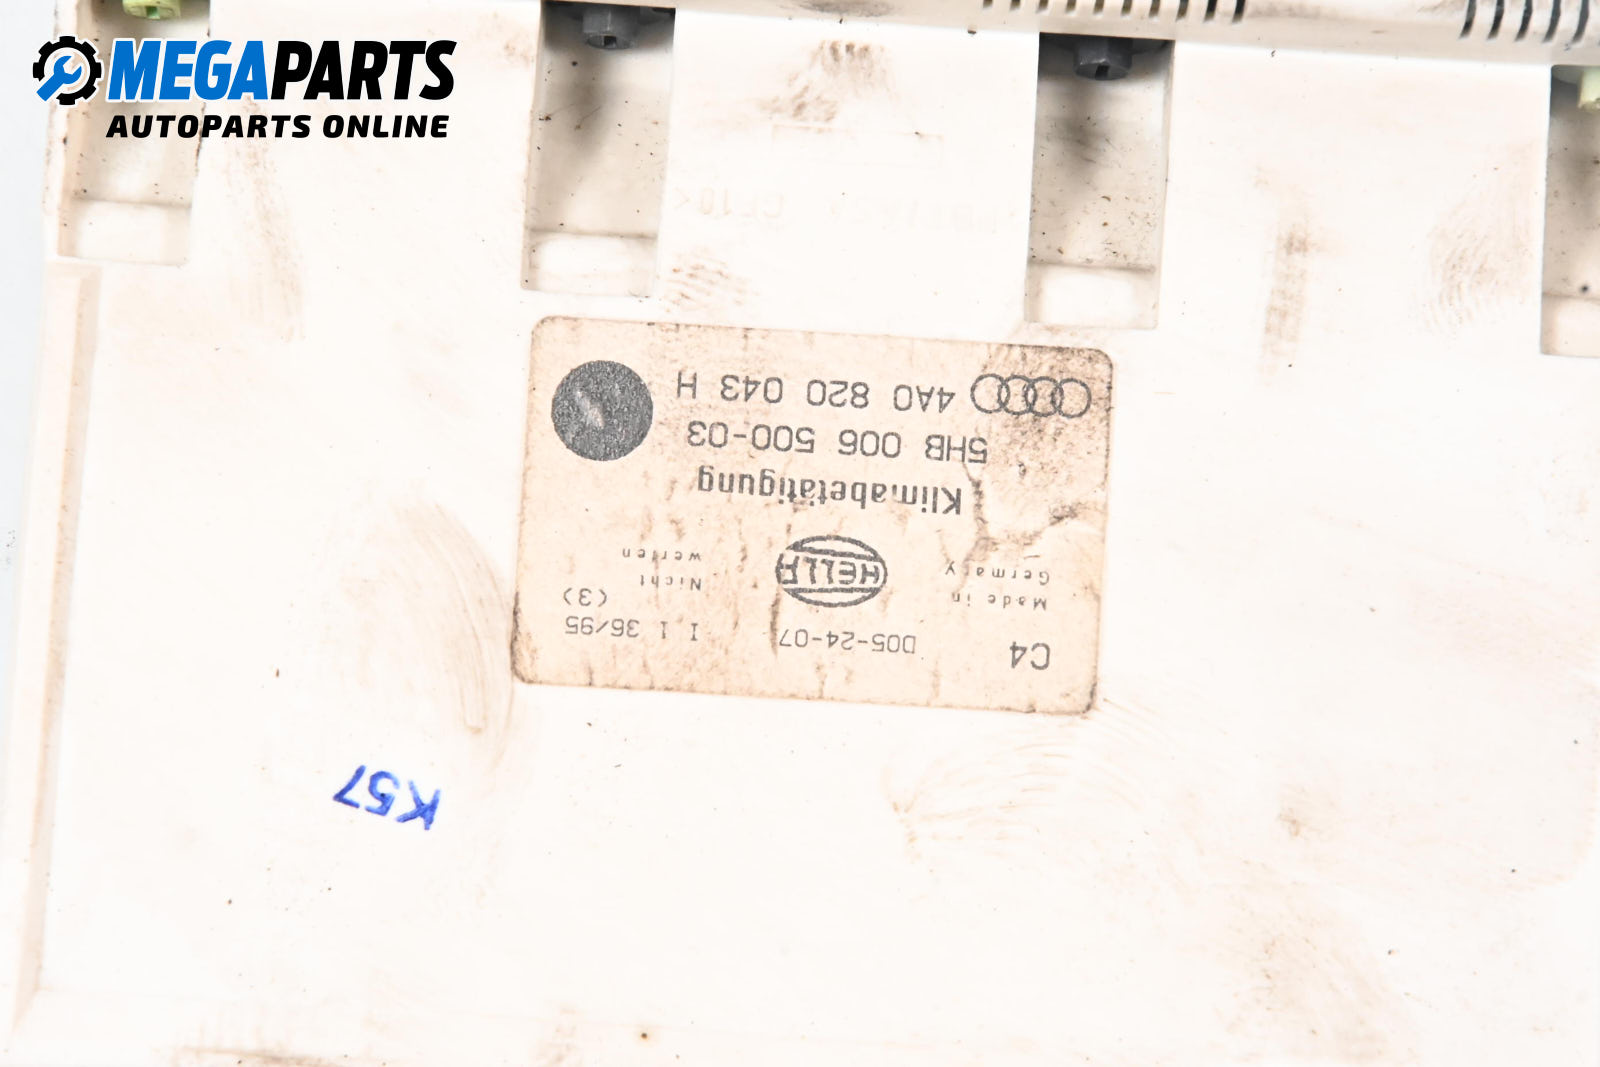 MEGAPARTS
AUTOPARTS ONLINE
4A0 820 043 H
5HB 006 500-03
Klimabetätigung
HELLA
Made in
Germany
Nicht
werfen
C4
D05-24-07
I 1 36/95
(3)
K57